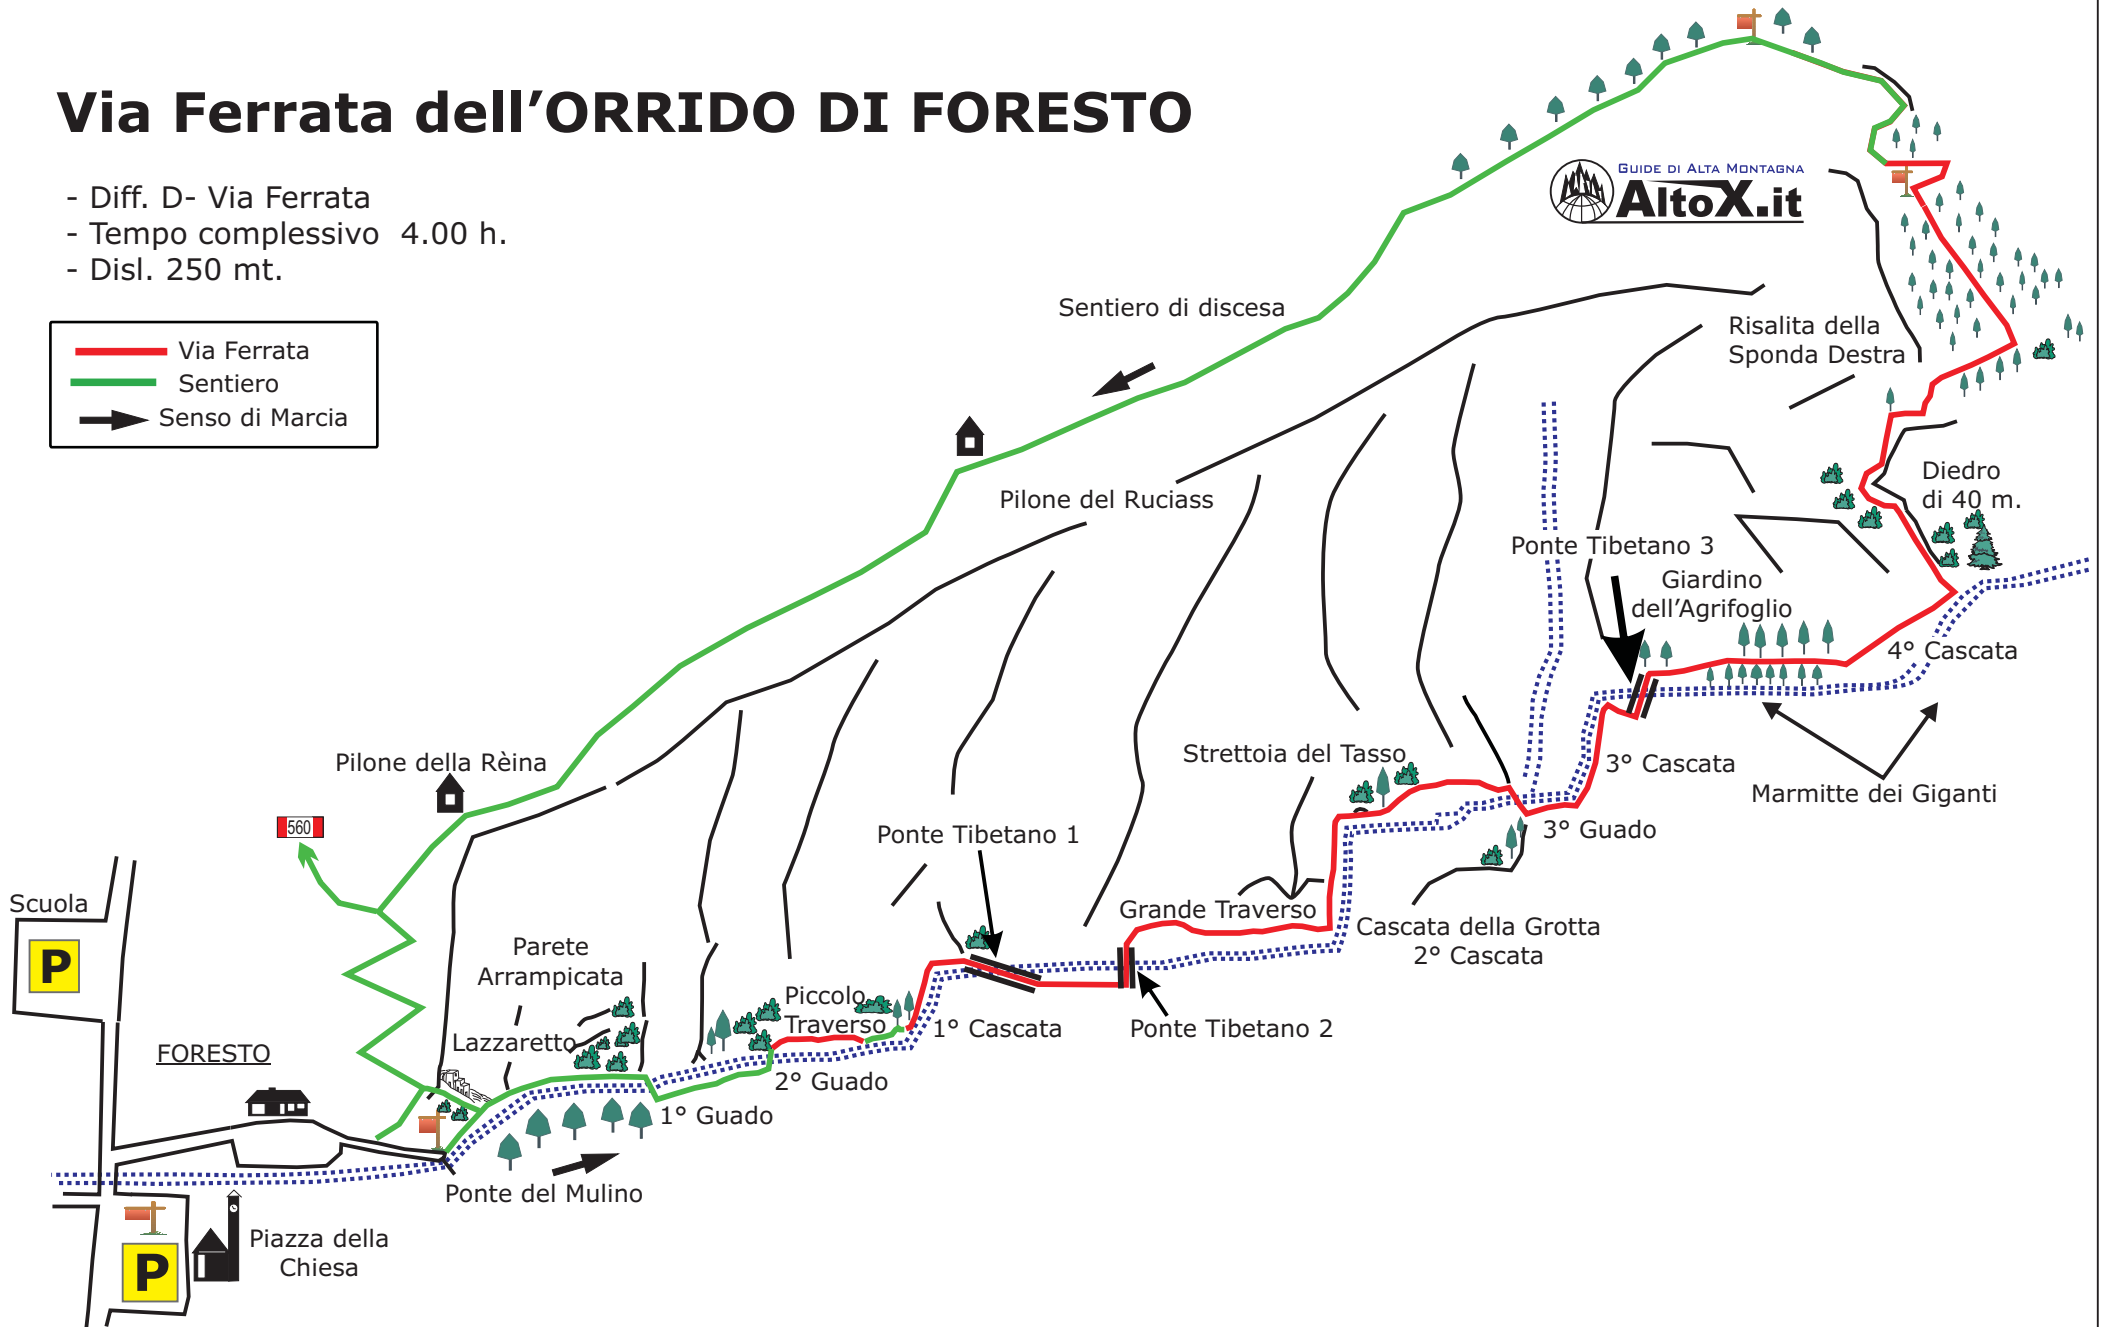 Via Ferrata dell'ORRIDO DI FORESTO
- Diff. D- Via Ferrata
- Tempo complessivo 4.00 h.
- Disl. 250 mt.
Via Ferrata
Sentiero
Senso di Marcia
GUIDE DI ALTA MONTAGNA
AltoX.it
Sentiero di discesa
Risalita della
Sponda Destra
Pilone del Ruciass
Diedro
di 40 m.
Ponte Tibetano 3
Giardino
dell'Agrifoglio
4° Cascata
Strettoia del Tasso
3° Cascata
Marmitte dei Giganti
Pilone della Rèina
560
Ponte Tibetano 1
3° Guado
Scuola
P
Grande Traverso
Cascata della Grotta
2° Cascata
Parete
Arrampicata
Piccolo
Traverso
1° Cascata
Ponte Tibetano 2
Lazzaretto
FORESTO
2° Guado
1° Guado
Ponte del Mulino
Piazza della
Chiesa
P